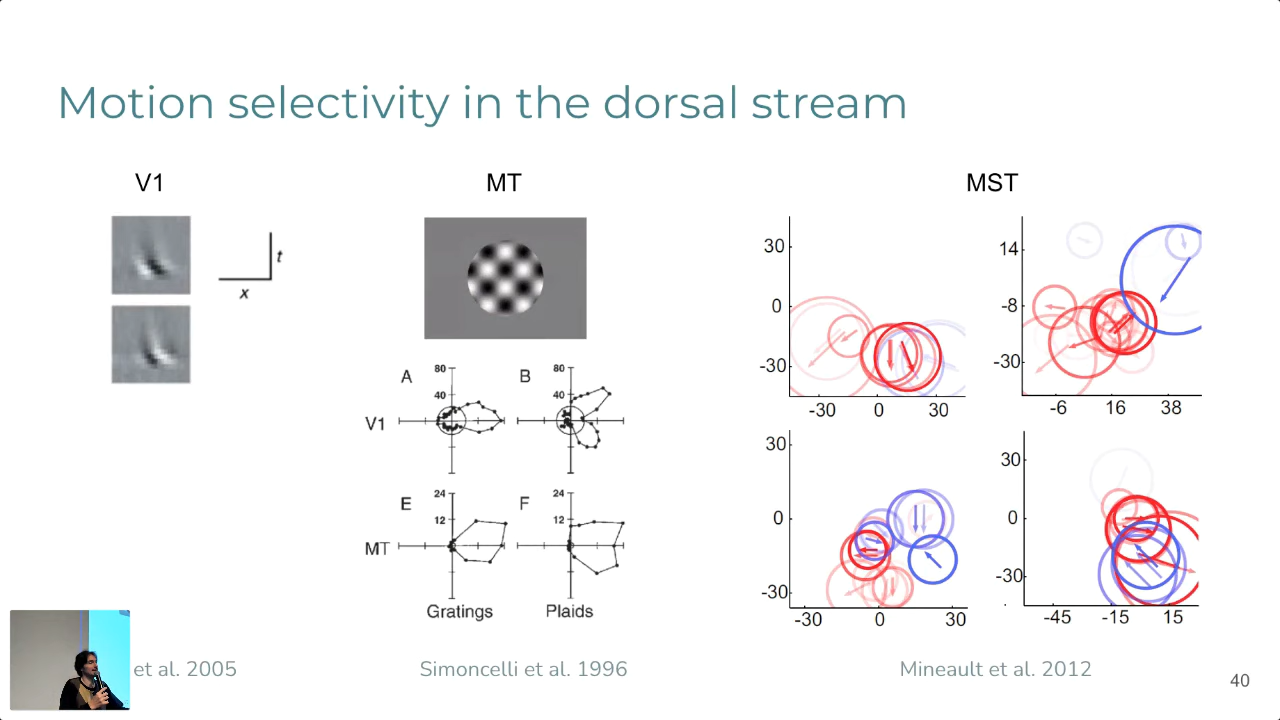 Motion selectivity in the dorsal stream
V1
MT
MST
t
x
30
0
-30
-30 0 30
14
-8
-30
-6 16 38
A
80
40
B
80
40
V1
E
24
12
F
24
12
MT
Gratings Plaids
30
0
-30
-30 0 30
30
0
-30
-45 -15 15
et al. 2005
Simoncelli et al. 1996
Mineault et al. 2012
40